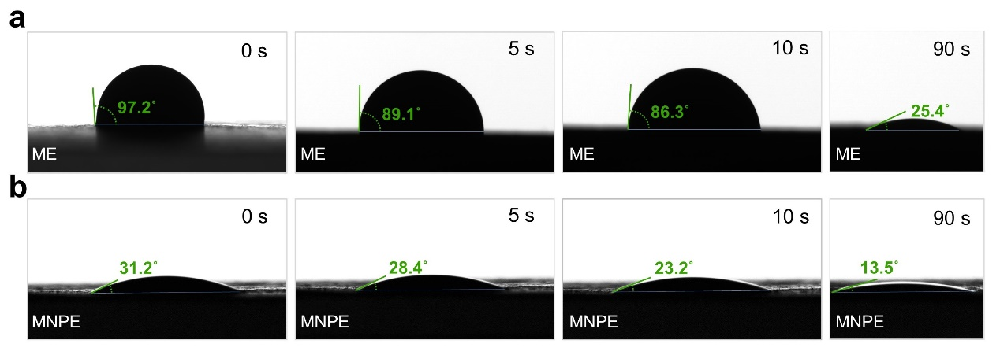 a
0 s
5 s
10 s
90 s
97.2°
89.1°
86.3°
25.4°
ME
ME
ME
ME
b
0 s
5 s
10 s
90 s
31.2°
28.4°
23.2°
13.5°
MNPE
MNPE
MNPE
MNPE